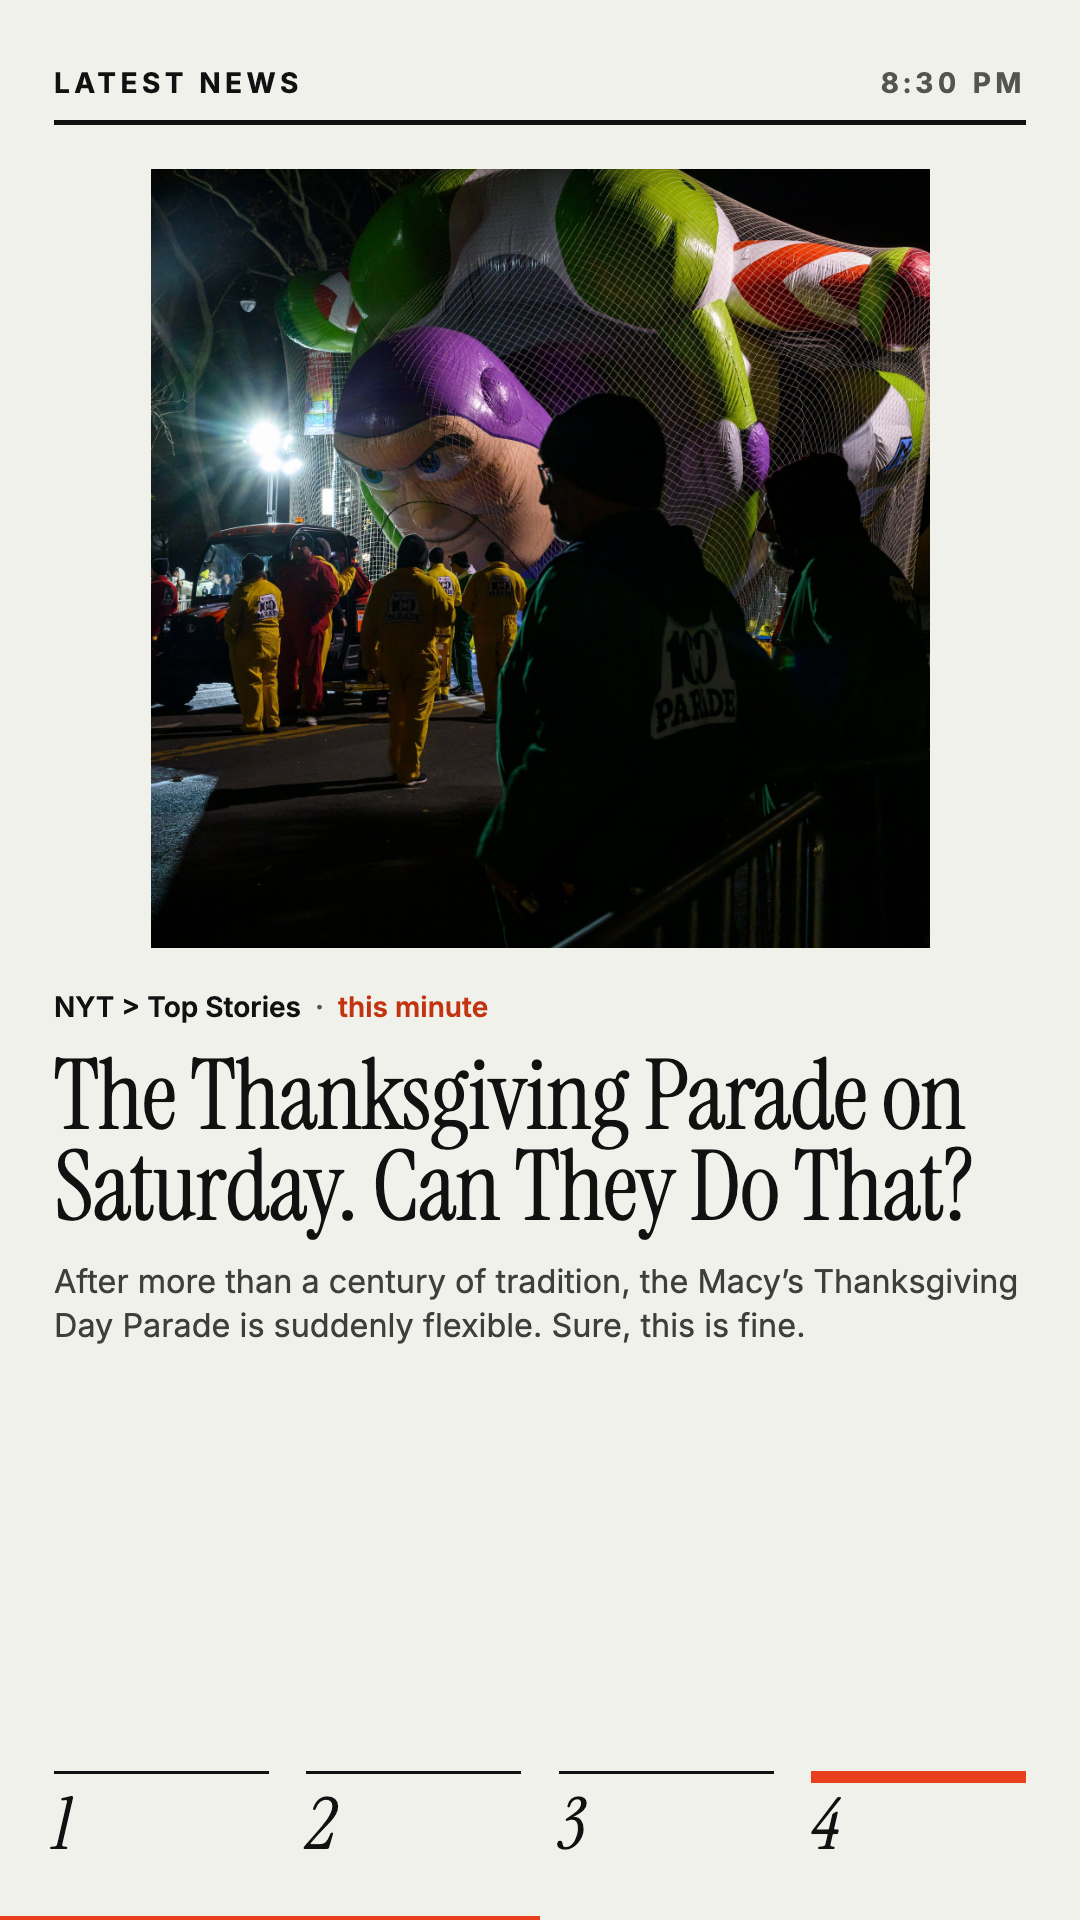 LATEST NEWS
8:30 PM
100
PARADE
NYT > Top Stories · this minute
The Thanksgiving Parade on
Saturday. Can They Do That?
After more than a century of tradition, the Macy’s Thanksgiving
Day Parade is suddenly flexible. Sure, this is fine.
1
2
3
4